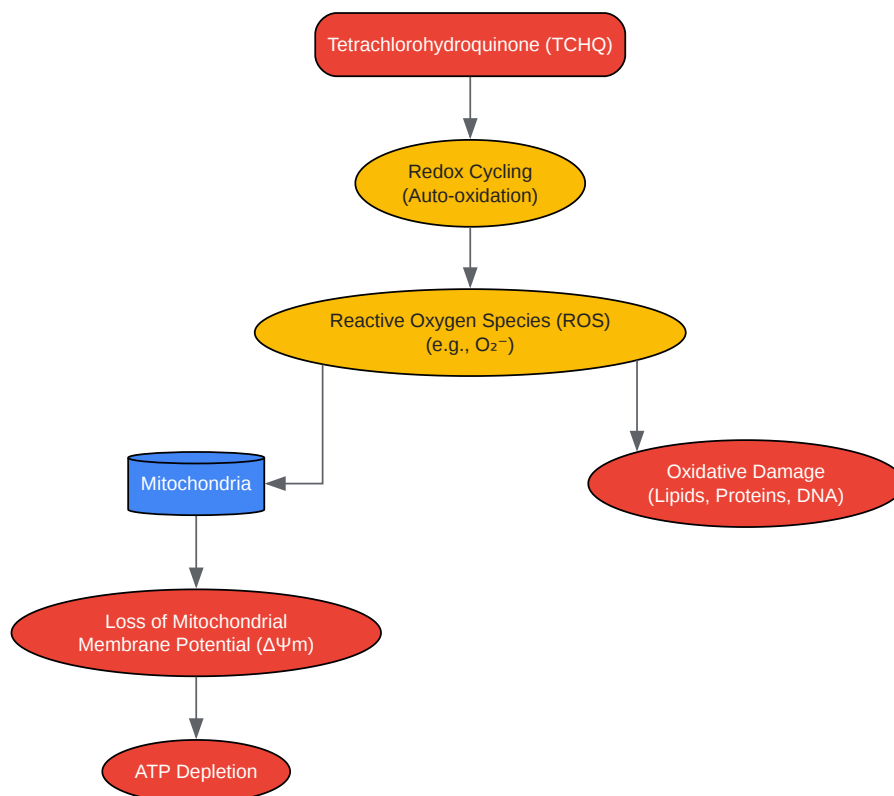 Tetrachlorohydroquinone (TCHQ)
Redox Cycling
(Auto-oxidation)
Reactive Oxygen Species (ROS)
(e.g., O₂⁻)
Mitochondria
Oxidative Damage
(Lipids, Proteins, DNA)
Loss of Mitochondrial
Membrane Potential (ΔΨm)
ATP Depletion